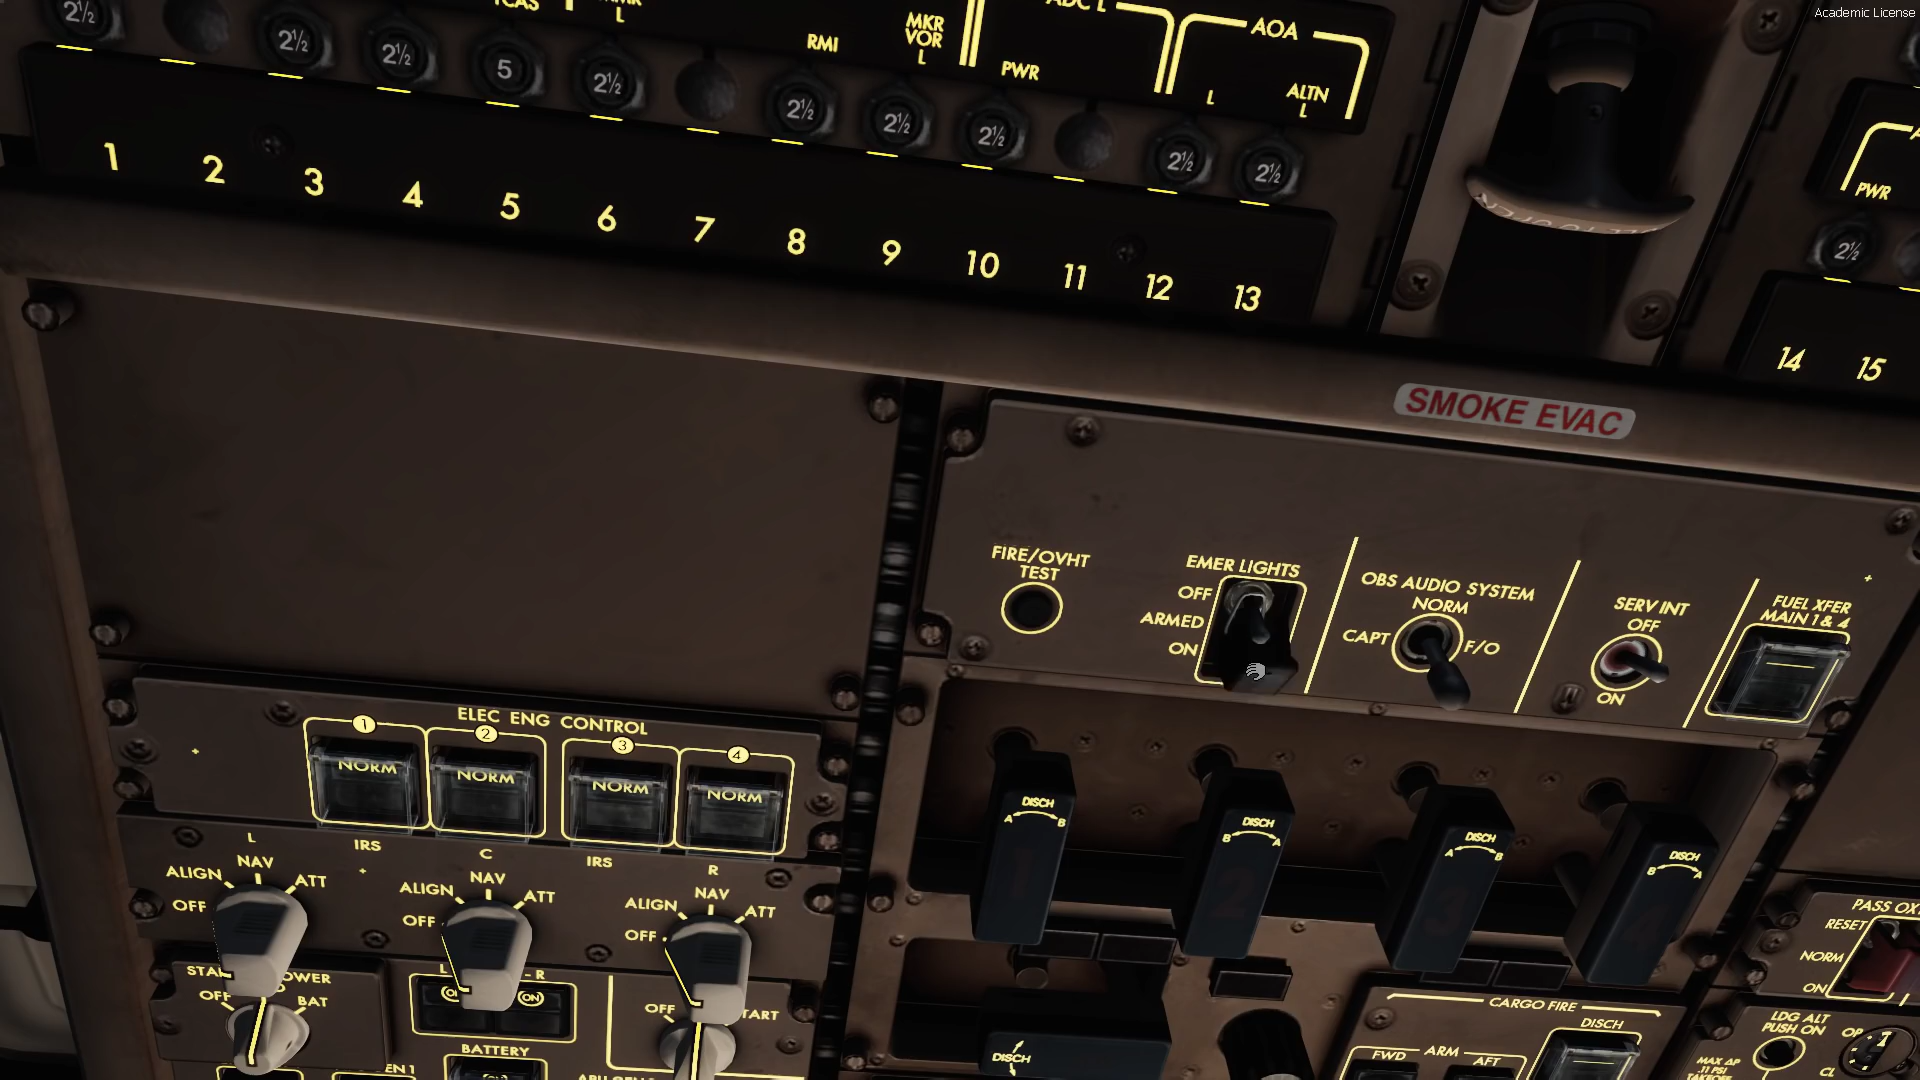 Academic License
2½
2½
2½
5
2½
2½
2½
2½
2½
2½
L
RMI
MKR
VOR
L
PWR
AOA
L
ALTN
L
PWR
2½
1 2 3 4 5 6 7 8 9 10 11 12 13
14 15
SMOKE EVAC
FIRE/OVHT
TEST
EMER LIGHTS
OFF
ARMED
ON
OBS AUDIO SYSTEM
NORM
CAPT
F/O
SERV INT
OFF
ON
FUEL XFER
MAIN 1 & 4
ELEC ENG CONTROL
1 2 3 4
NORM NORM NORM NORM
IRS IRS
L
NAV
ALIGN ATT
OFF
C
NAV
ALIGN ATT
OFF
R
NAV
ALIGN ATT
OFF
DISCH
A B
DISCH
B A
DISCH
A B
DISCH
B A
OFF
BAT
ON
BATTERY
OFF
DISCH
CARGO FIRE
DISCH
FWD ARM AFT
RESET
NORM
ON
LDG ALT
PUSH ON
MAX ΔP
.11 PSI
CL